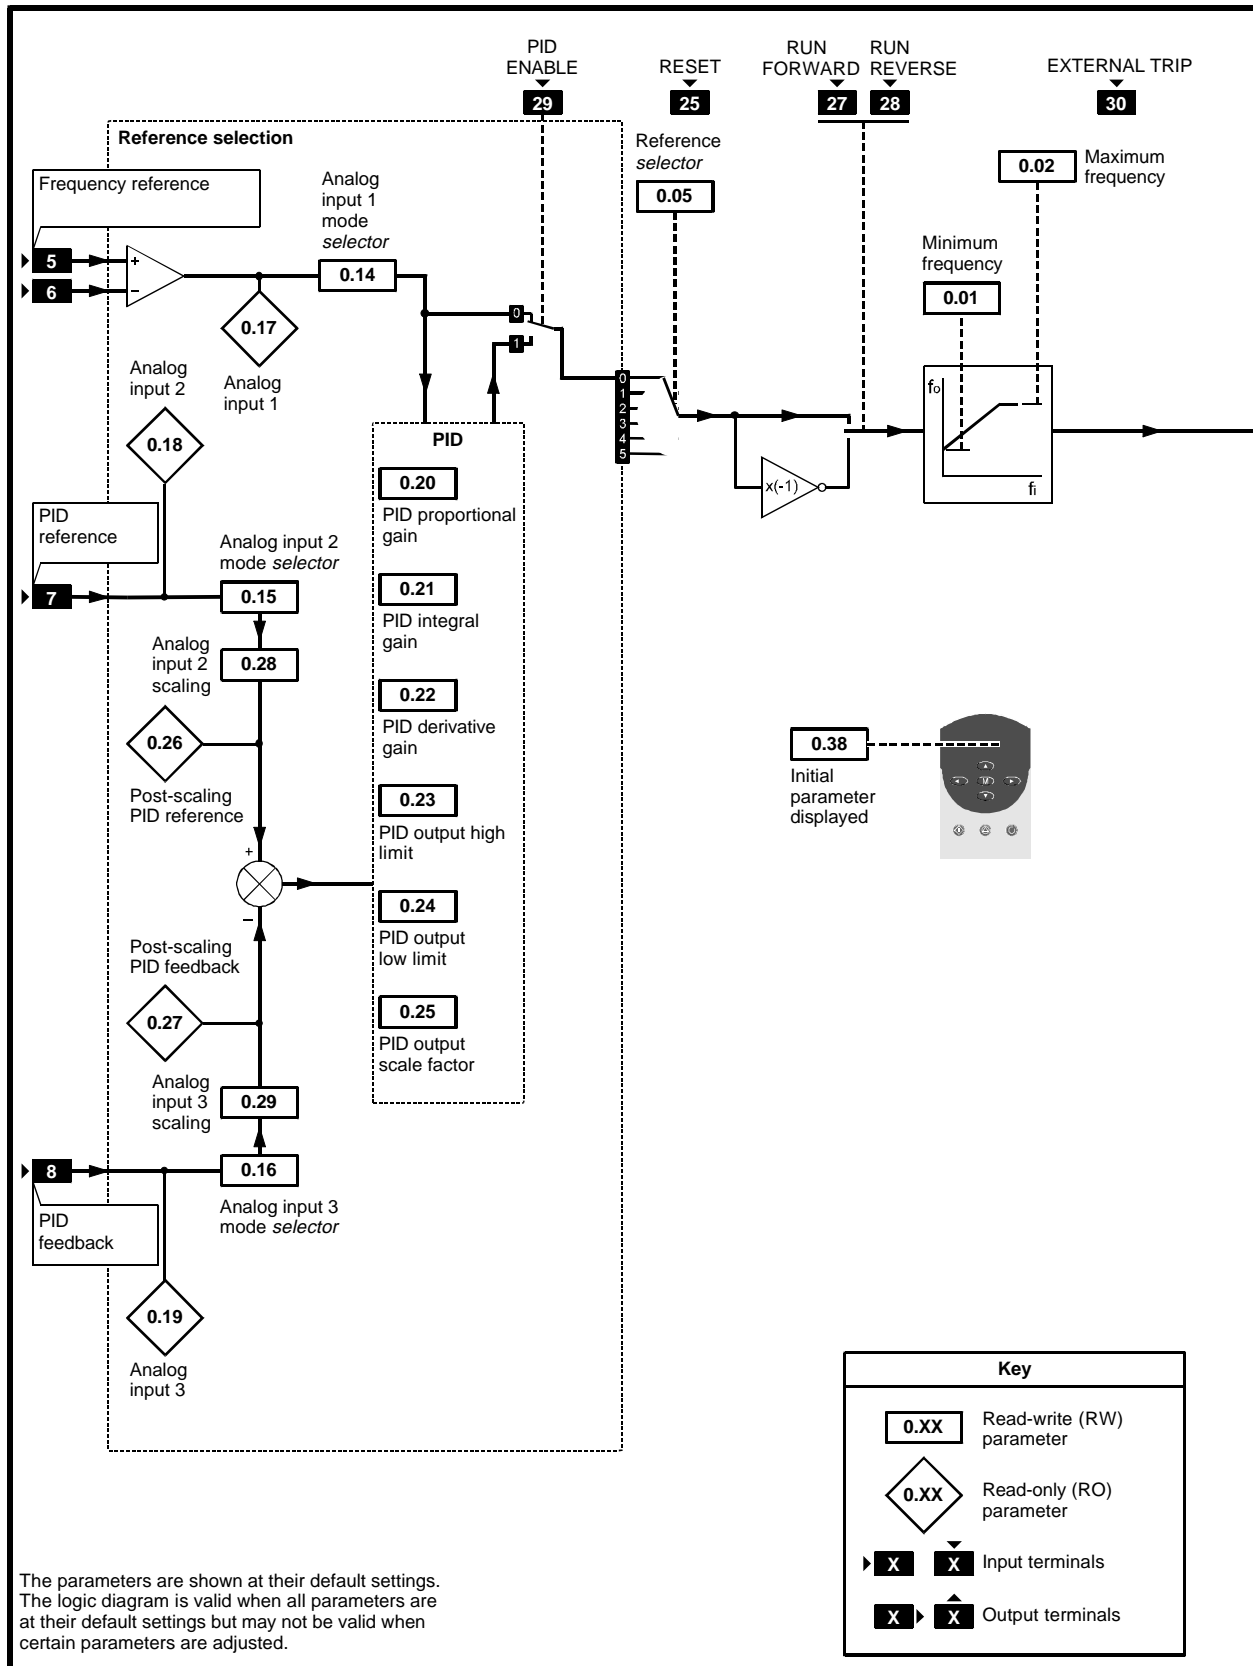 PID
ENABLE
29
RESET
25
RUN
FORWARD
27
RUN
REVERSE
28
EXTERNAL TRIP
30
Reference selection
Reference
selector
0.05
0.02
Maximum
frequency
Minimum
frequency
0.01
Frequency reference
5
6
+
−
Analog
input 1
mode
selector
0.14
0.17
Analog
input 1
0
1
Analog
input 2
0.18
PID
reference
7
Analog input 2
mode selector
0.15
Analog
input 2
scaling
0.28
0.26
Post-scaling
PID reference
+
−
Post-scaling
PID feedback
0.27
Analog
input 3
scaling
0.29
8
0.16
Analog input 3
mode selector
PID
feedback
0.19
Analog
input 3
PID
0.20
PID proportional
gain
0.21
PID integral
gain
0.22
PID derivative
gain
0.23
PID output high
limit
0.24
PID output
low limit
0.25
PID output
scale factor
0
1
2
3
4
5
x(-1)
fo
fi
0.38
Initial
parameter
displayed
M
Key
0.XX
Read-write (RW)
parameter
0.XX
Read-only (RO)
parameter
X
X
Input terminals
X
X
Output terminals
The parameters are shown at their default settings.
The logic diagram is valid when all parameters are
at their default settings but may not be valid when
certain parameters are adjusted.